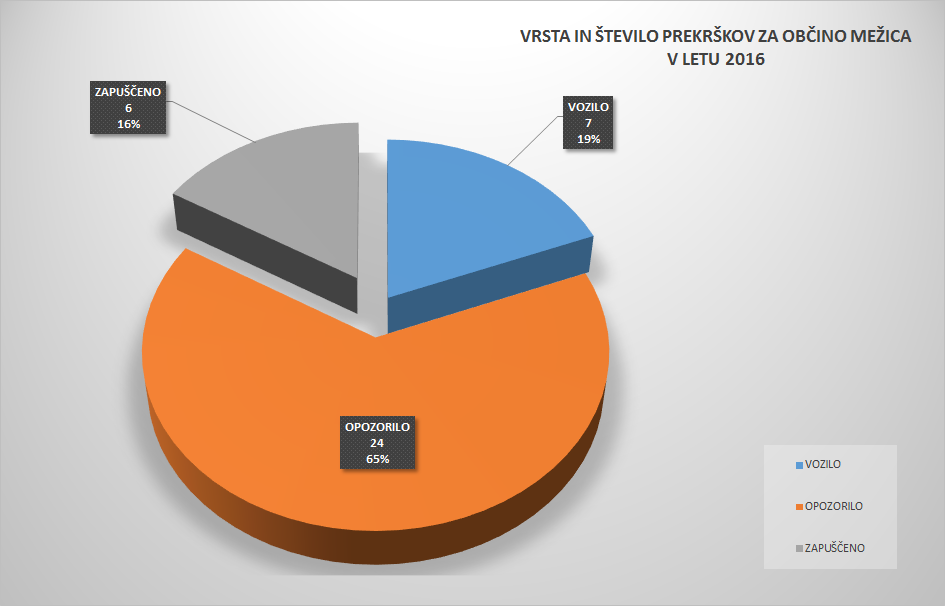 VRSTA IN ŠTEVILO PREKRŠKOV ZA OBČINO MEŽICA
V LETU 2016
ZAPUŠČENO
6
16%
VOZILO
7
19%
OPOZORILO
24
65%
VOZILO
OPOZORILO
ZAPUŠČENO